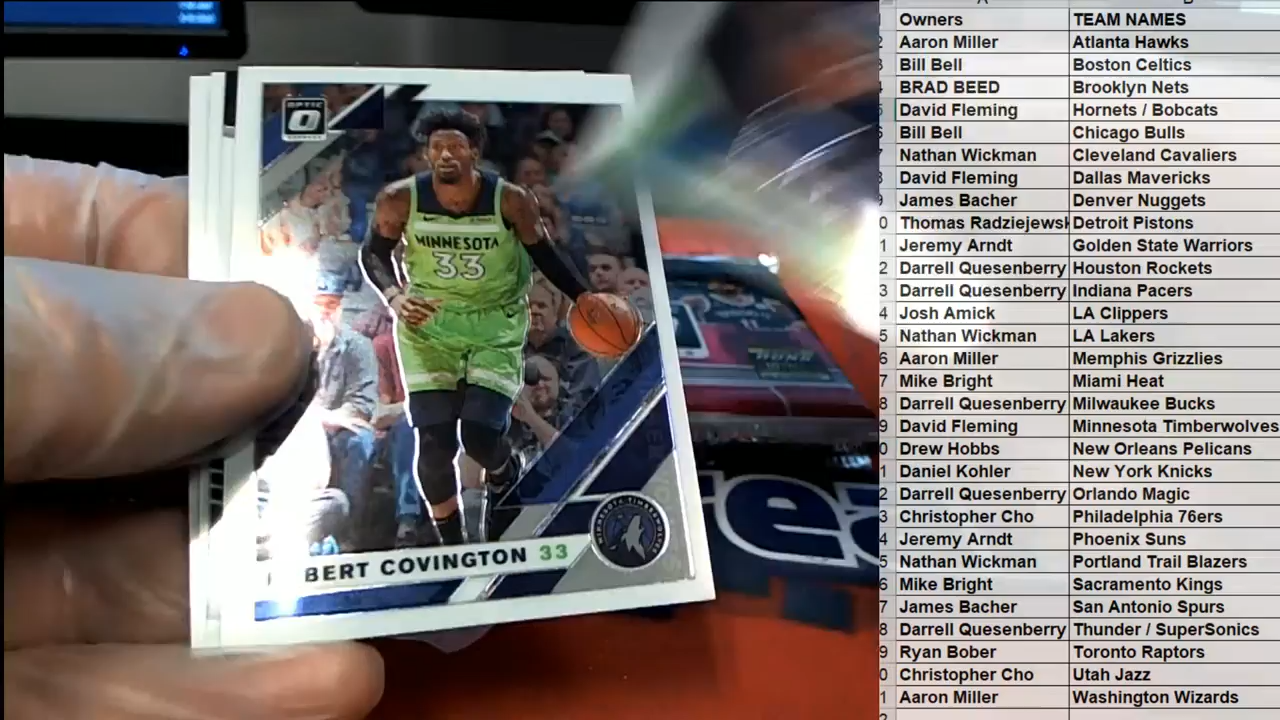 OPTIC
MINNESOTA
33
BERT COVINGTON 33
MINNESOTA TIMBERWOLVES
rea
Owners TEAM NAMES
Aaron Miller Atlanta Hawks
Bill Bell Boston Celtics
BRAD BEED Brooklyn Nets
David Fleming Hornets / Bobcats
Bill Bell Chicago Bulls
Nathan Wickman Cleveland Cavaliers
David Fleming Dallas Mavericks
James Bacher Denver Nuggets
Thomas Radziejewsk Detroit Pistons
Jeremy Arndt Golden State Warriors
Darrell Quesenberry Houston Rockets
Darrell Quesenberry Indiana Pacers
Josh Amick LA Clippers
Nathan Wickman LA Lakers
Aaron Miller Memphis Grizzlies
Mike Bright Miami Heat
Darrell Quesenberry Milwaukee Bucks
David Fleming Minnesota Timberwolves
Drew Hobbs New Orleans Pelicans
Daniel Kohler New York Knicks
Darrell Quesenberry Orlando Magic
Christopher Cho Philadelphia 76ers
Jeremy Arndt Phoenix Suns
Nathan Wickman Portland Trail Blazers
Mike Bright Sacramento Kings
James Bacher San Antonio Spurs
Darrell Quesenberry Thunder / SuperSonics
Ryan Bober Toronto Raptors
Christopher Cho Utah Jazz
Aaron Miller Washington Wizards